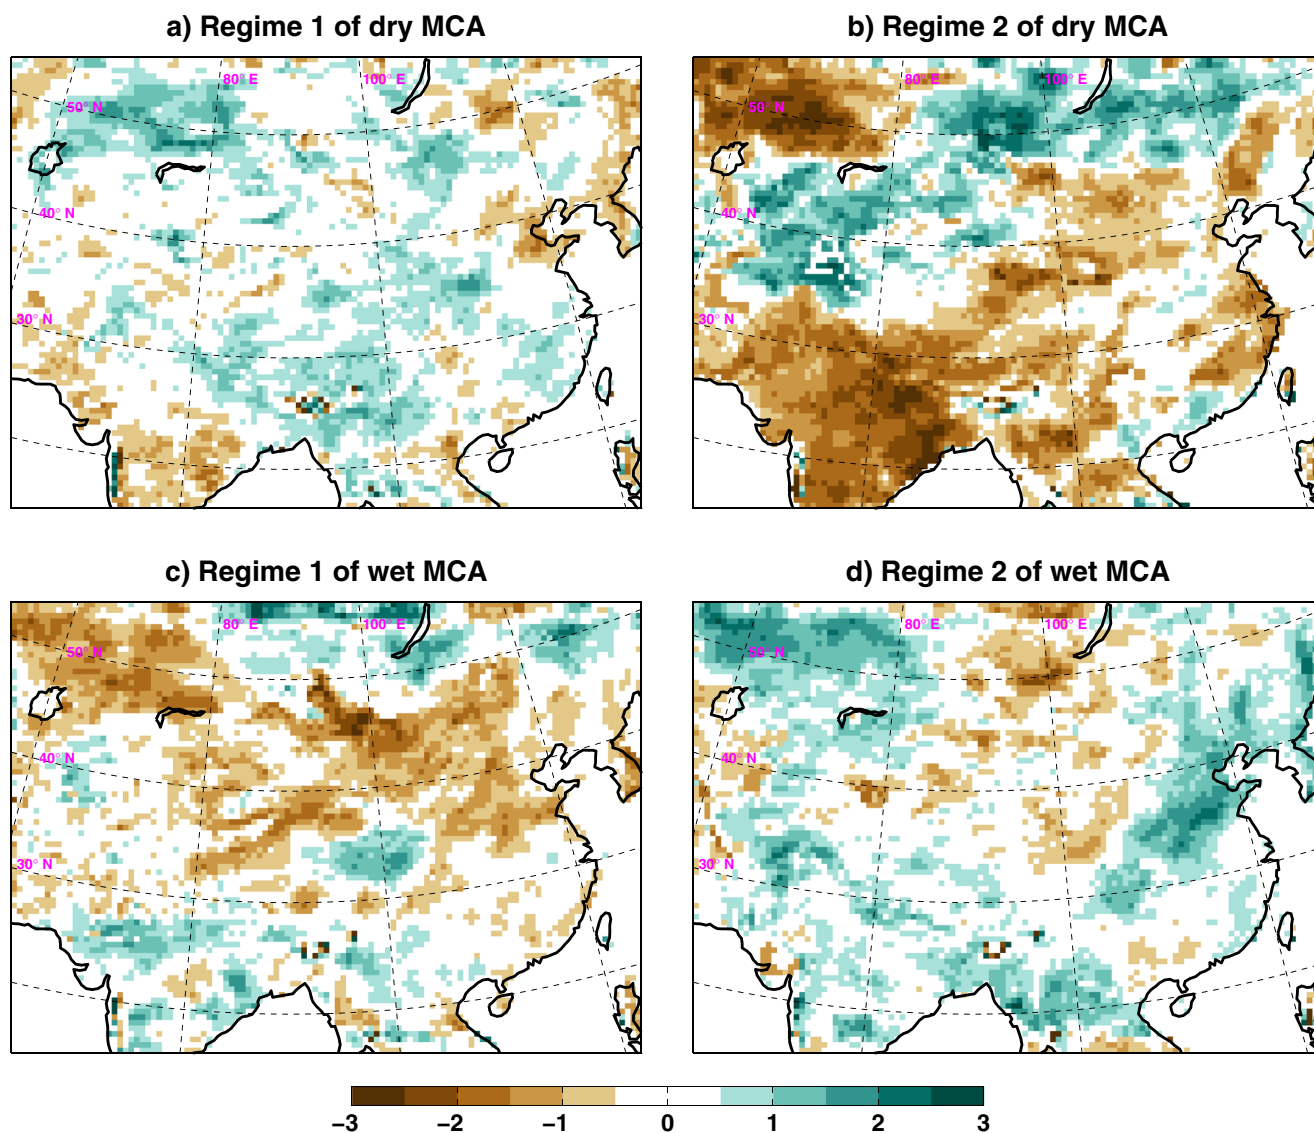 a) Regime 1 of dry MCA
b) Regime 2 of dry MCA
80° E
100° E
50° N
40° N
30° N
80° E
100° E
50° N
40° N
30° N
c) Regime 1 of wet MCA
d) Regime 2 of wet MCA
80° E
100° E
50° N
40° N
30° N
80° E
100° E
50° N
40° N
30° N
−3 −2 −1 0 1 2 3